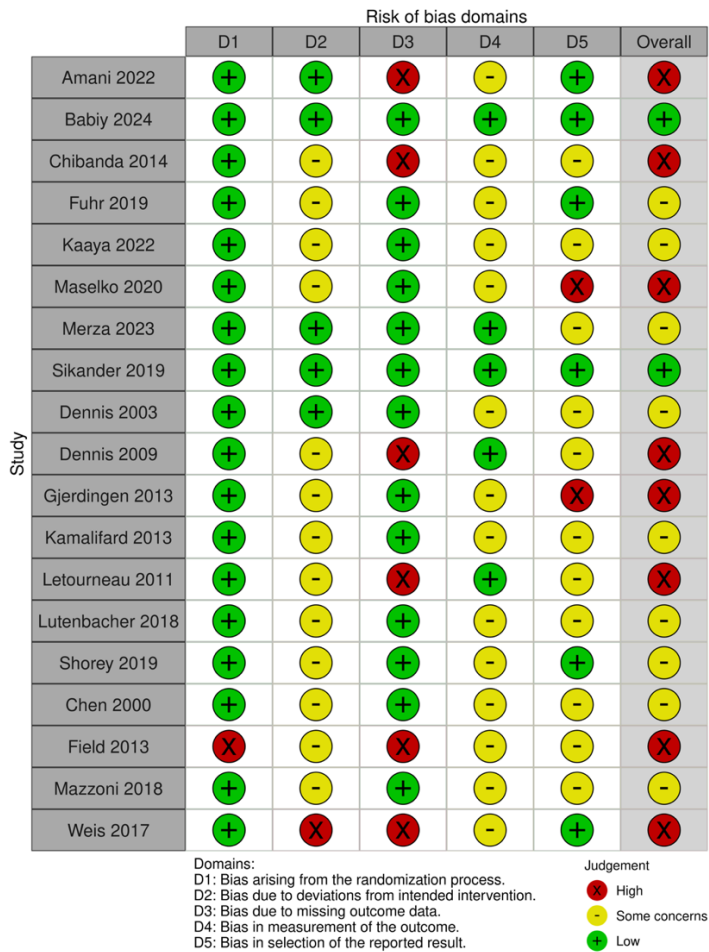 Risk of bias domains
D1 D2 D3 D4 D5 Overall
Study
Amani 2022 + + X - + X
Babiy 2024 + + + + + +
Chibanda 2014 + - X - - X
Fuhr 2019 + - + - + -
Kaaya 2022 + - + - - -
Maselko 2020 + - + - X X
Merza 2023 + + + + - -
Sikander 2019 + + + + + +
Dennis 2003 + + + - - -
Dennis 2009 + - X + - X
Gjerdingen 2013 + - + - X X
Kamalifard 2013 + - + - - -
Letourneau 2011 + - X + - X
Lutenbacher 2018 + - + - - -
Shorey 2019 + - + - + -
Chen 2000 + - + - - -
Field 2013 X - X - - X
Mazzoni 2018 + - + - - -
Weis 2017 + X X - + X
Domains:
D1: Bias arising from the randomization process.
D2: Bias due to deviations from intended intervention.
D3: Bias due to missing outcome data.
D4: Bias in measurement of the outcome.
D5: Bias in selection of the reported result.
Judgement
X High
- Some concerns
+ Low